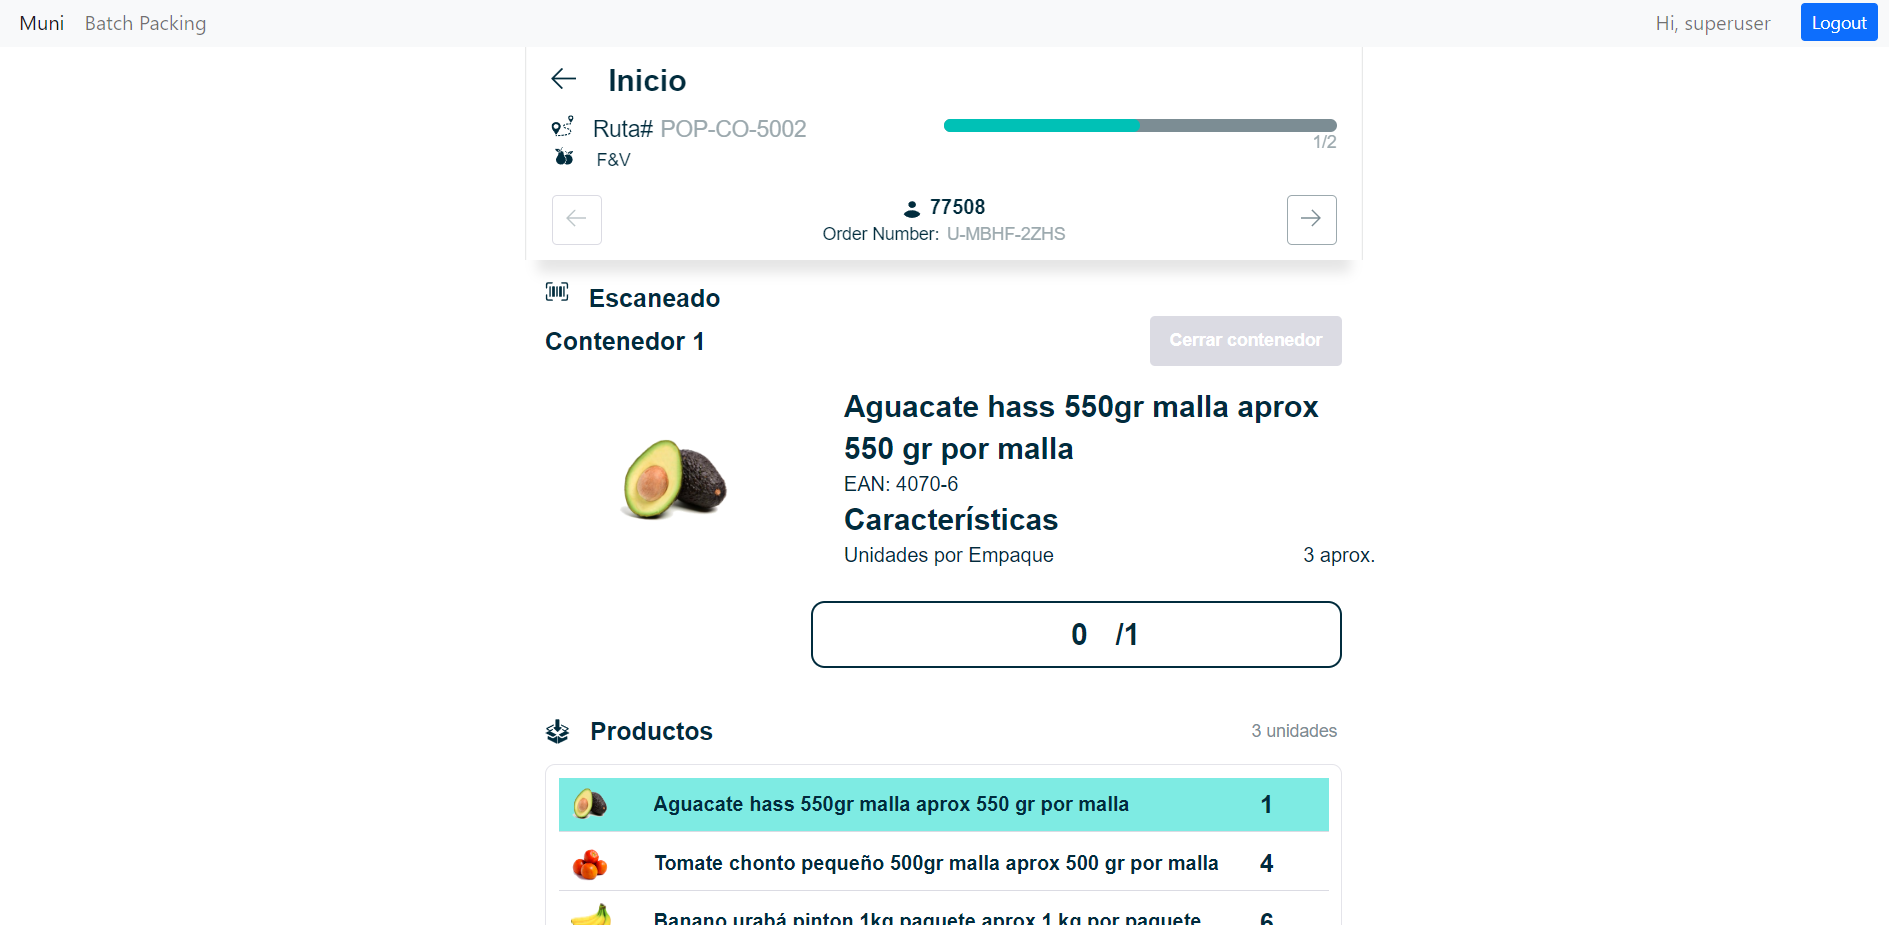 Muni Batch Packing Hi, superuser Logout
Inicio
Ruta# POP-CO-5002
1/2
F&V
77508
Order Number: U-MBHF-2ZHS
Escaneado
Contenedor 1
Cerrar contenedor
Aguacate hass 550gr malla aprox
550 gr por malla
EAN: 4070-6
Características
Unidades por Empaque 3 aprox.
0 /1
Productos 3 unidades
Aguacate hass 550gr malla aprox 550 gr por malla 1
Tomate chonto pequeño 500gr malla aprox 500 gr por malla 4
Banano urabá pinton 1kg paquete aprox 1 kg por paquete 6